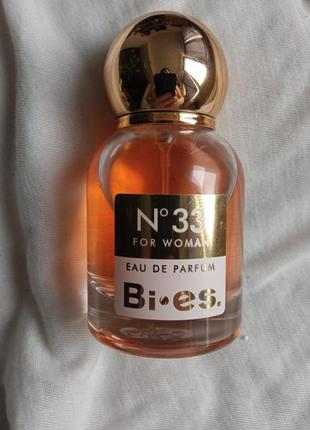 N° 33
FOR WOMAN
EAU DE PARFUM
Bi•es.